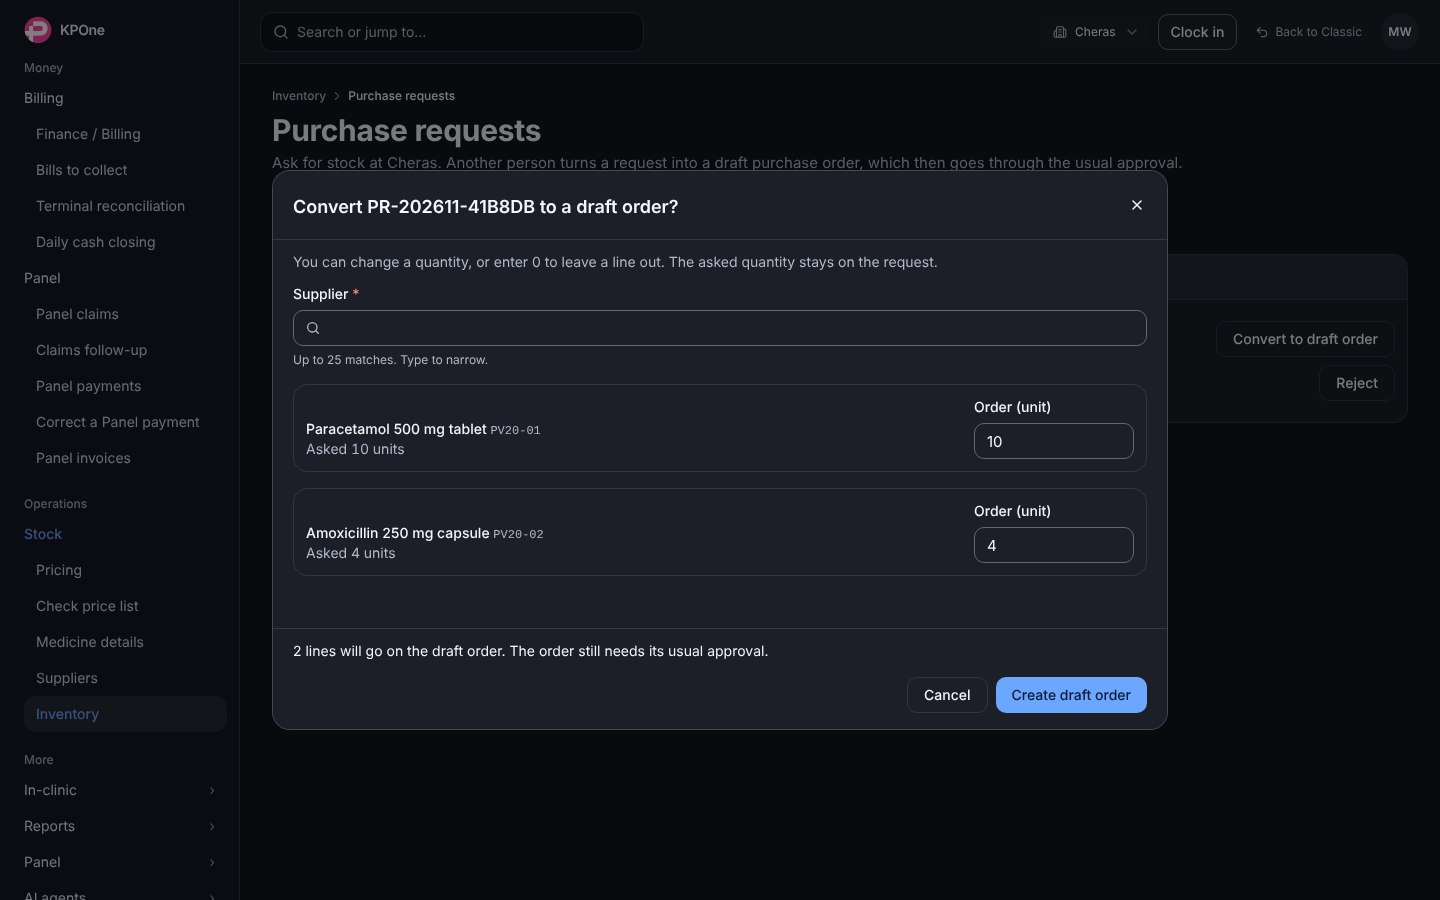 KPOne
Search or jump to...
Cheras
Clock in
Back to Classic
MW
Money
Billing
Finance / Billing
Bills to collect
Terminal reconciliation
Daily cash closing
Panel
Panel claims
Claims follow-up
Panel payments
Correct a Panel payment
Panel invoices
Operations
Stock
Pricing
Check price list
Medicine details
Suppliers
Inventory
More
In-clinic
Reports
Panel
AI agents
Inventory > Purchase requests
Purchase requests
Ask for stock at Cheras. Another person turns a request into a draft purchase order, which then goes through the usual approval.
Convert to draft order
Reject
Convert PR-202611-41B8DB to a draft order?
You can change a quantity, or enter 0 to leave a line out. The asked quantity stays on the request.
Supplier *
Up to 25 matches. Type to narrow.
Order (unit)
Paracetamol 500 mg tablet PV20-01
10
Asked 10 units
Order (unit)
Amoxicillin 250 mg capsule PV20-02
4
Asked 4 units
2 lines will go on the draft order. The order still needs its usual approval.
Cancel
Create draft order